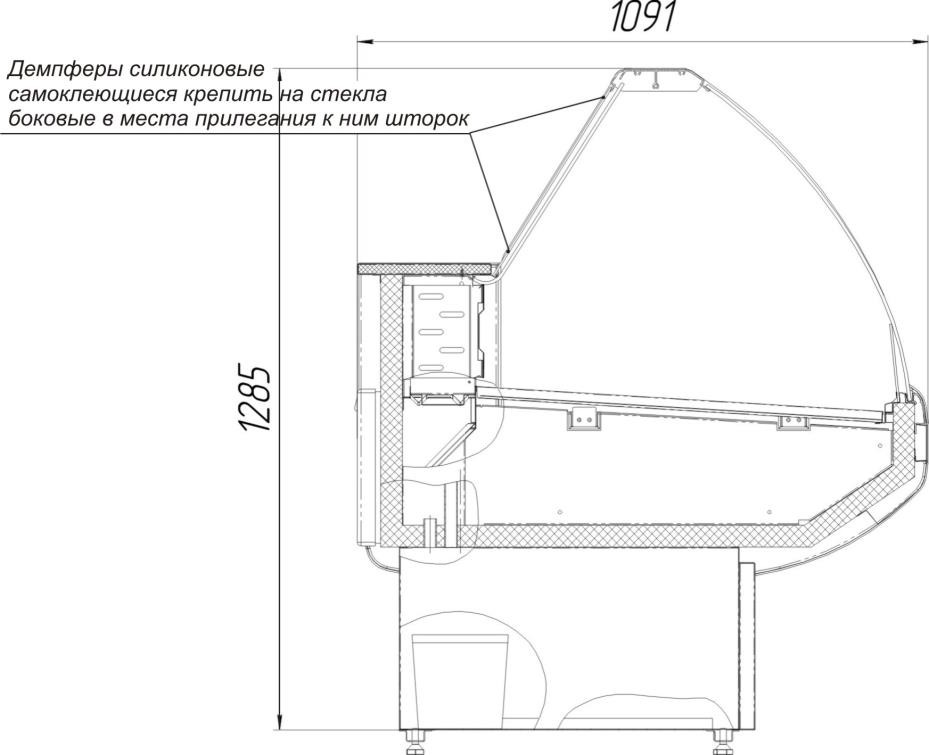 1091
Демпферы силиконовые
самоклеющиеся крепить на стекла
боковые в места прилегания к ним шторок
1285